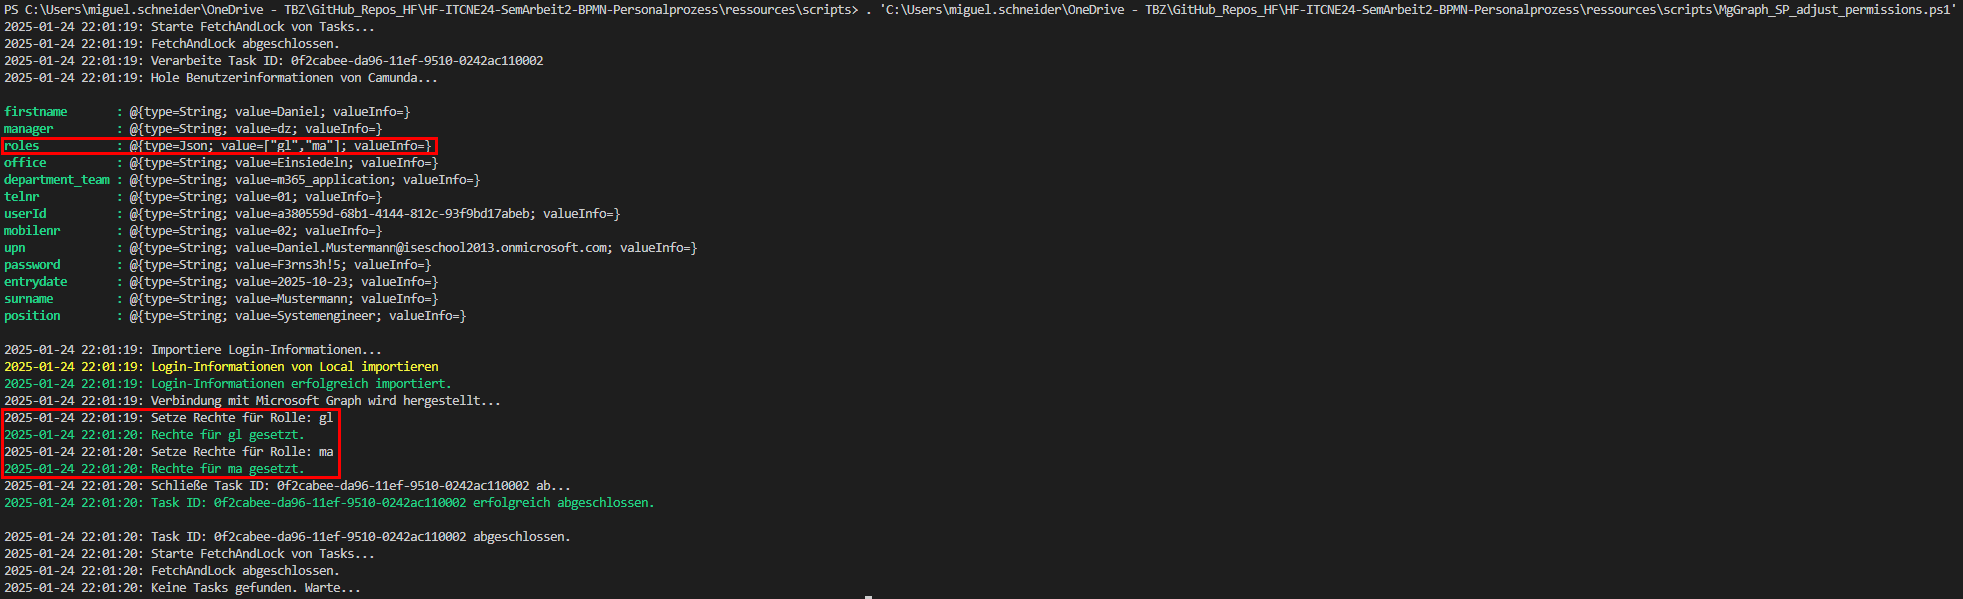 PS C:\Users\miguel.schneider\OneDrive - TBZ\GitHub_Repos_HF\HF-ITCNE24-SemArbeit2-BPMN-Personalprozess\ressources\scripts> . 'C:\Users\miguel.schneider\OneDrive - TBZ\GitHub_Repos_HF\HF-ITCNE24-SemArbeit2-BPMN-Personalprozess\ressources\scripts\MgGraph_SP_adjust_permissions.ps1'
2025-01-24 22:01:19: Starte FetchAndLock von Tasks...
2025-01-24 22:01:19: FetchAndLock abgeschlossen.
2025-01-24 22:01:19: Verarbeite Task ID: 0f2cabee-da96-11ef-9510-0242ac110002
2025-01-24 22:01:19: Hole Benutzerinformationen von Camunda...
firstname : @{type=String; value=Daniel; valueInfo=}
manager : @{type=String; value=dz; valueInfo=}
roles : @{type=Json; value=["gl","ma"]; valueInfo=}
office : @{type=String; value=Einsiedeln; valueInfo=}
department_team : @{type=String; value=m365_application; valueInfo=}
telnr : @{type=String; value=01; valueInfo=}
userId : @{type=String; value=a380559d-68b1-4144-812c-93f9bd17abeb; valueInfo=}
mobilenr : @{type=String; value=02; valueInfo=}
upn : @{type=String; value=Daniel.Mustermann@iseschool2013.onmicrosoft.com; valueInfo=}
password : @{type=String; value=F3rns3h!5; valueInfo=}
entrydate : @{type=String; value=2025-10-23; valueInfo=}
surname : @{type=String; value=Mustermann; valueInfo=}
position : @{type=String; value=Systemengineer; valueInfo=}
2025-01-24 22:01:19: Importiere Login-Informationen...
2025-01-24 22:01:19: Login-Informationen von Local importieren
2025-01-24 22:01:19: Login-Informationen erfolgreich importiert.
2025-01-24 22:01:19: Verbindung mit Microsoft Graph wird hergestellt...
2025-01-24 22:01:19: Setze Rechte für Rolle: gl
2025-01-24 22:01:20: Rechte für gl gesetzt.
2025-01-24 22:01:20: Setze Rechte für Rolle: ma
2025-01-24 22:01:20: Rechte für ma gesetzt.
2025-01-24 22:01:20: Schließe Task ID: 0f2cabee-da96-11ef-9510-0242ac110002 ab...
2025-01-24 22:01:20: Task ID: 0f2cabee-da96-11ef-9510-0242ac110002 erfolgreich abgeschlossen.
2025-01-24 22:01:20: Task ID: 0f2cabee-da96-11ef-9510-0242ac110002 abgeschlossen.
2025-01-24 22:01:20: Starte FetchAndLock von Tasks...
2025-01-24 22:01:20: FetchAndLock abgeschlossen.
2025-01-24 22:01:20: Keine Tasks gefunden. Warte...